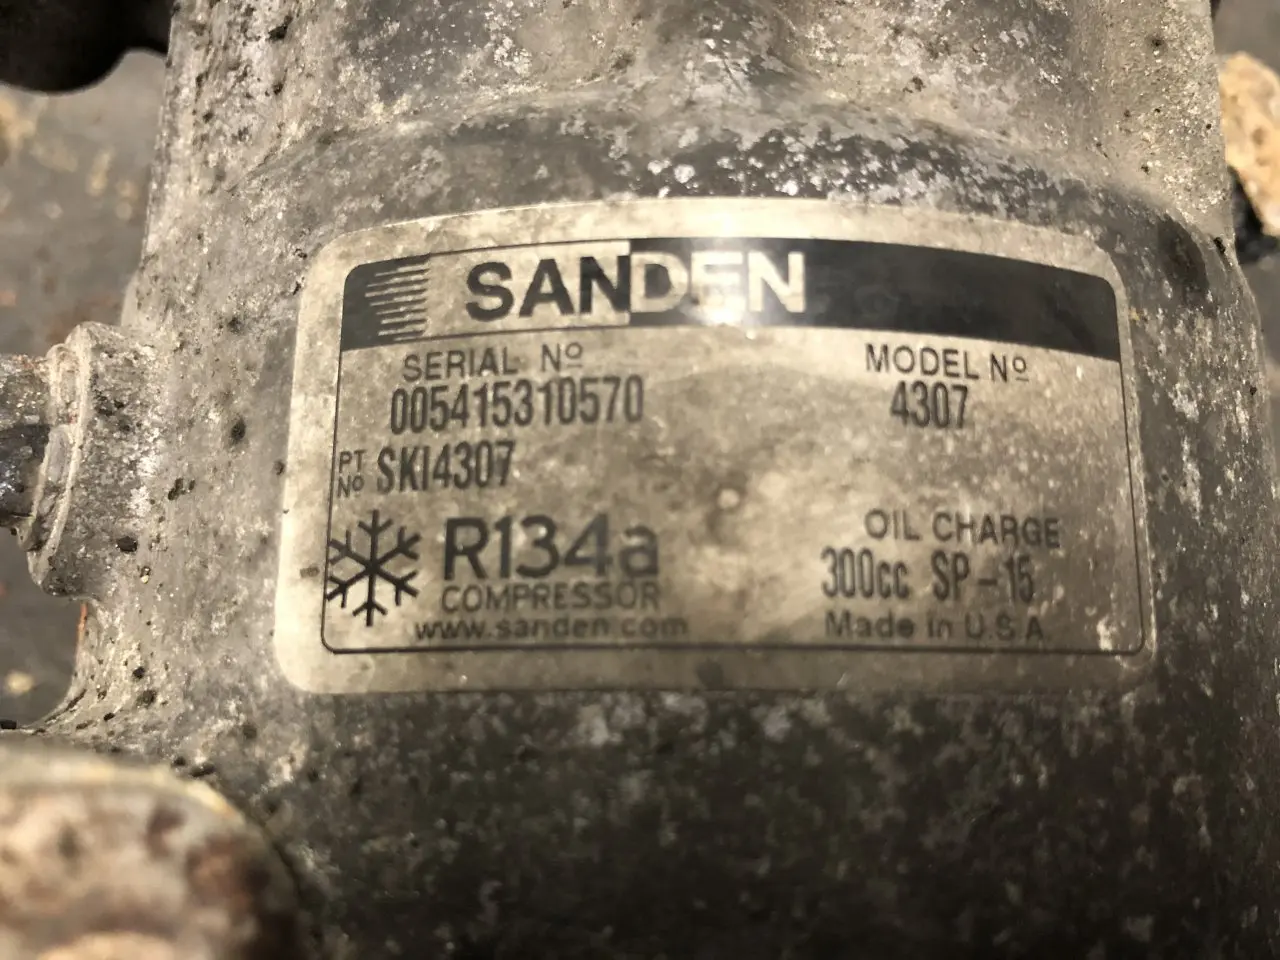 SANDEN
SERIAL Nº MODEL Nº
005415310570 4307
PT Nº SKI4307
R134a OIL CHARGE
COMPRESSOR 300cc SP-15
www.sanden.com Made in U.S.A.